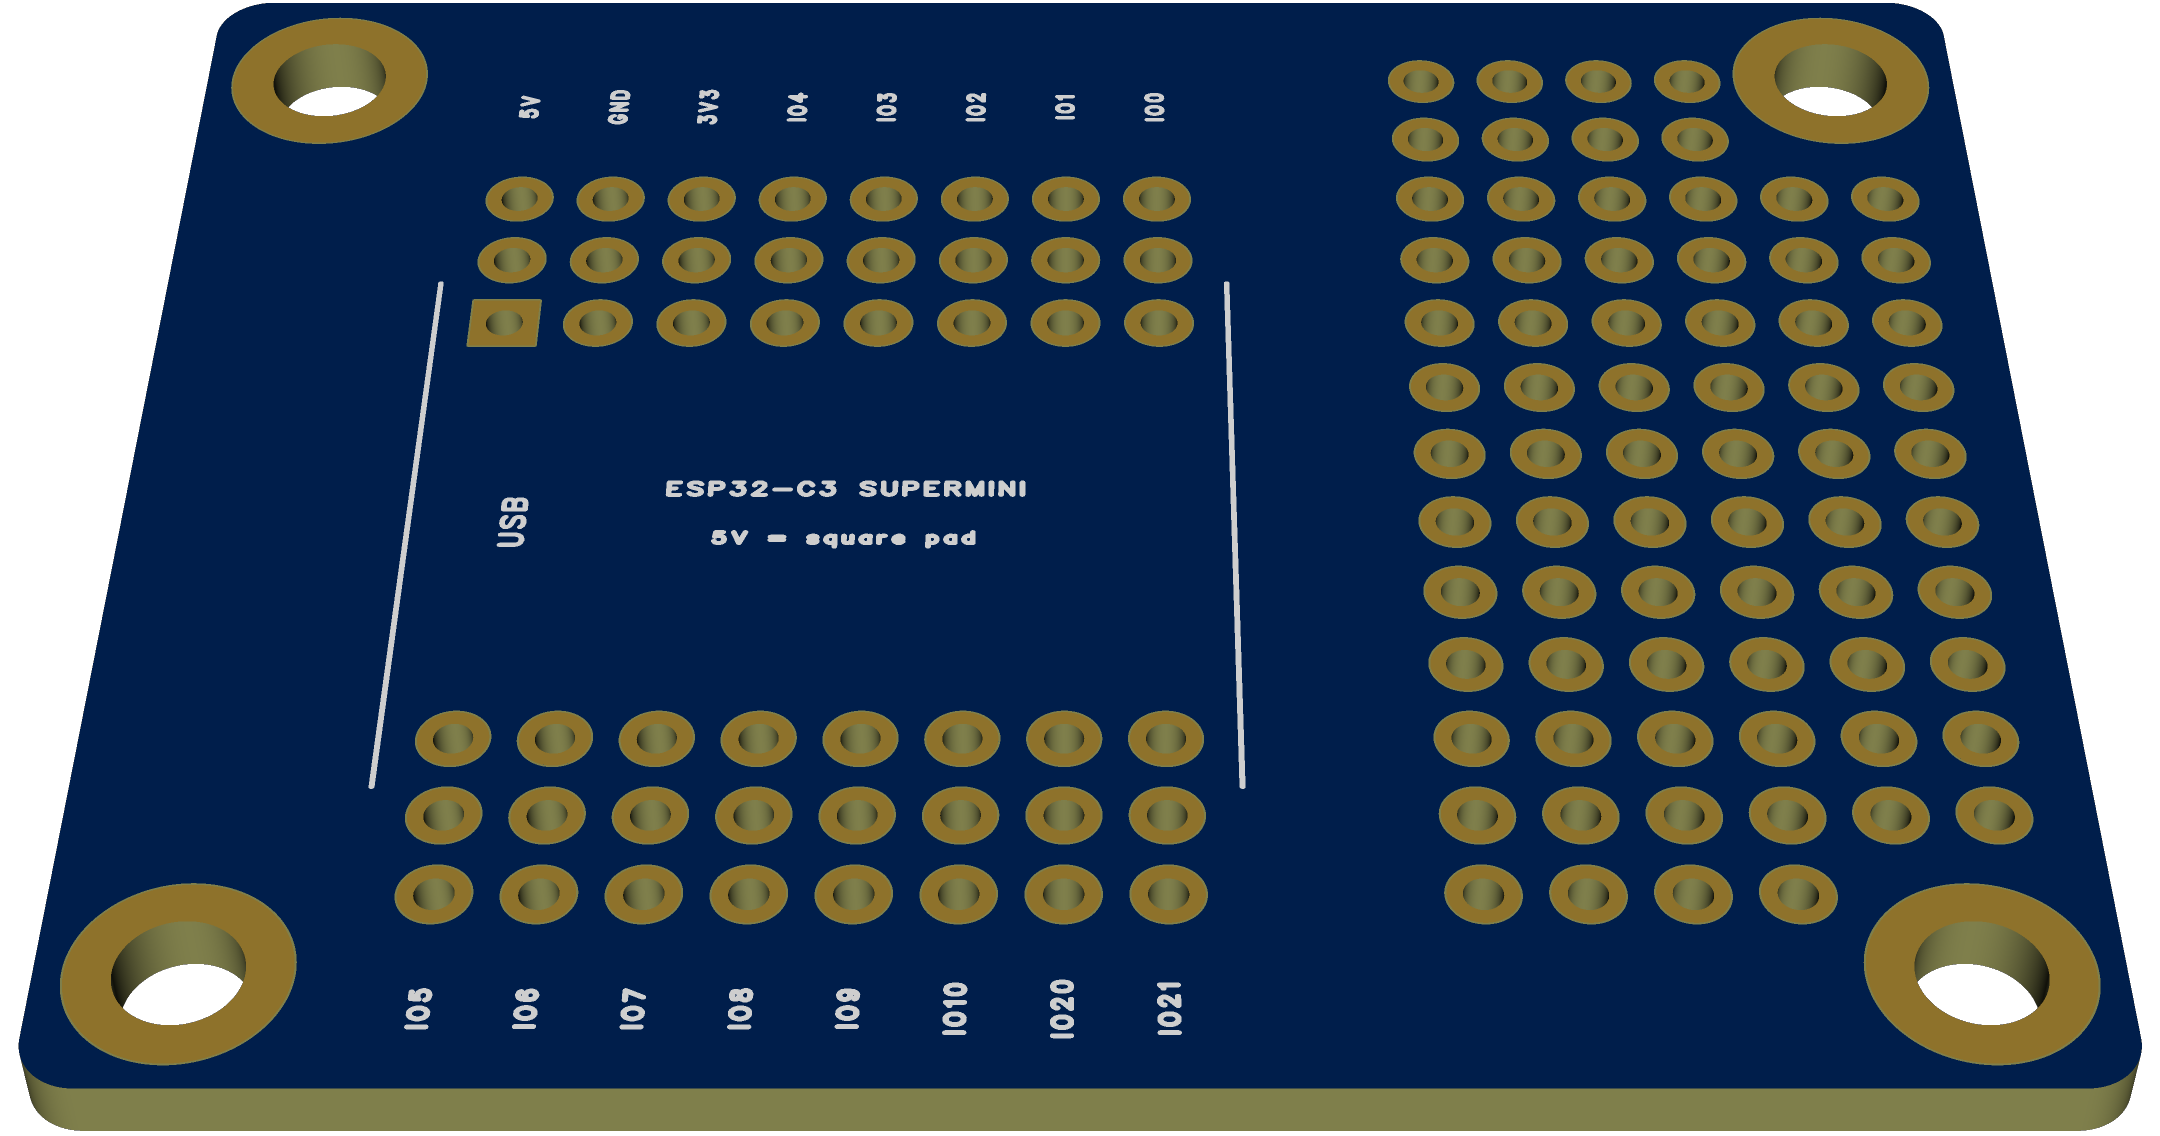 5V GND 3V3 IO4 IO3 IO2 IO1 IO0
ESP32-C3 SUPERMINI
USB
5V = square pad
IO5 IO6 IO7 IO8 IO9 IO10 IO20 IO21